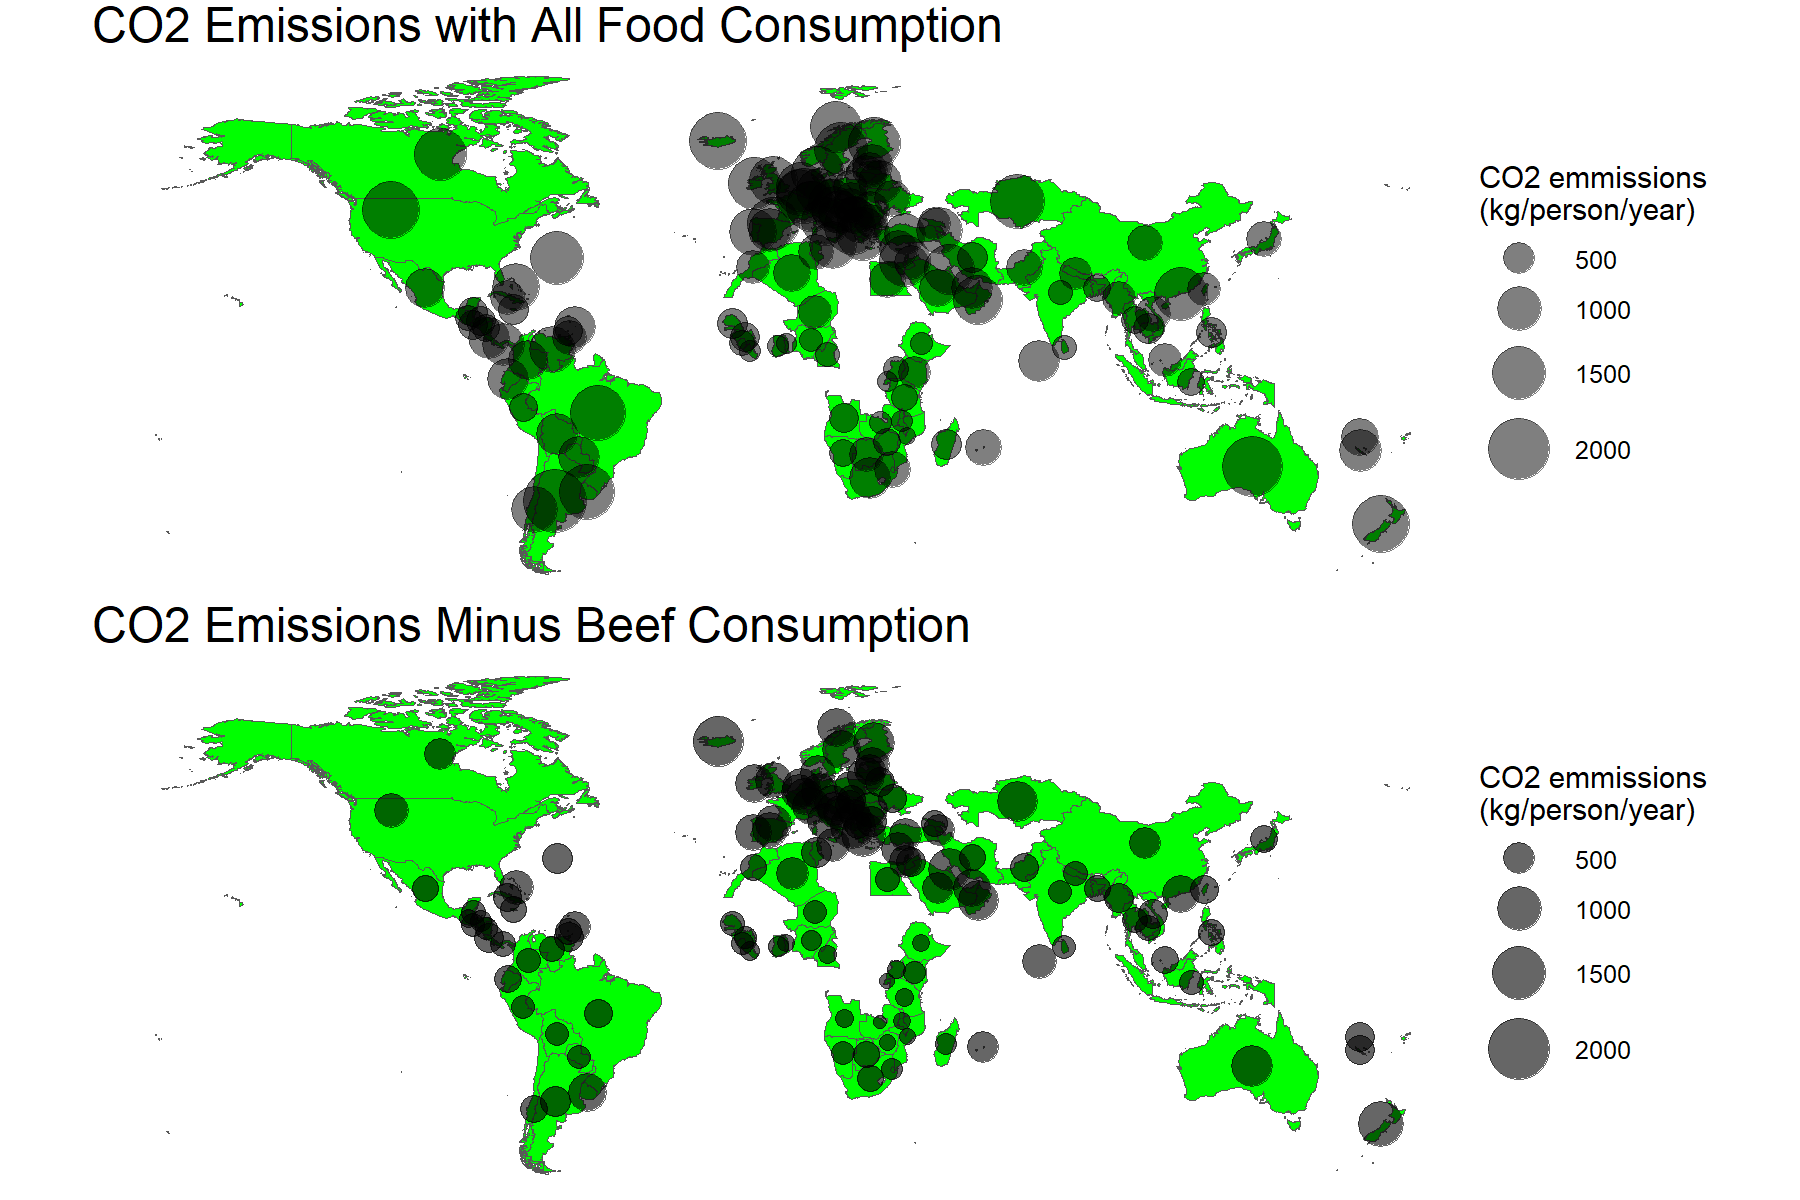 CO2 Emissions with All Food Consumption
CO2 emmissions
(kg/person/year)
500
1000
1500
2000
CO2 Emissions Minus Beef Consumption
CO2 emmissions
(kg/person/year)
500
1000
1500
2000